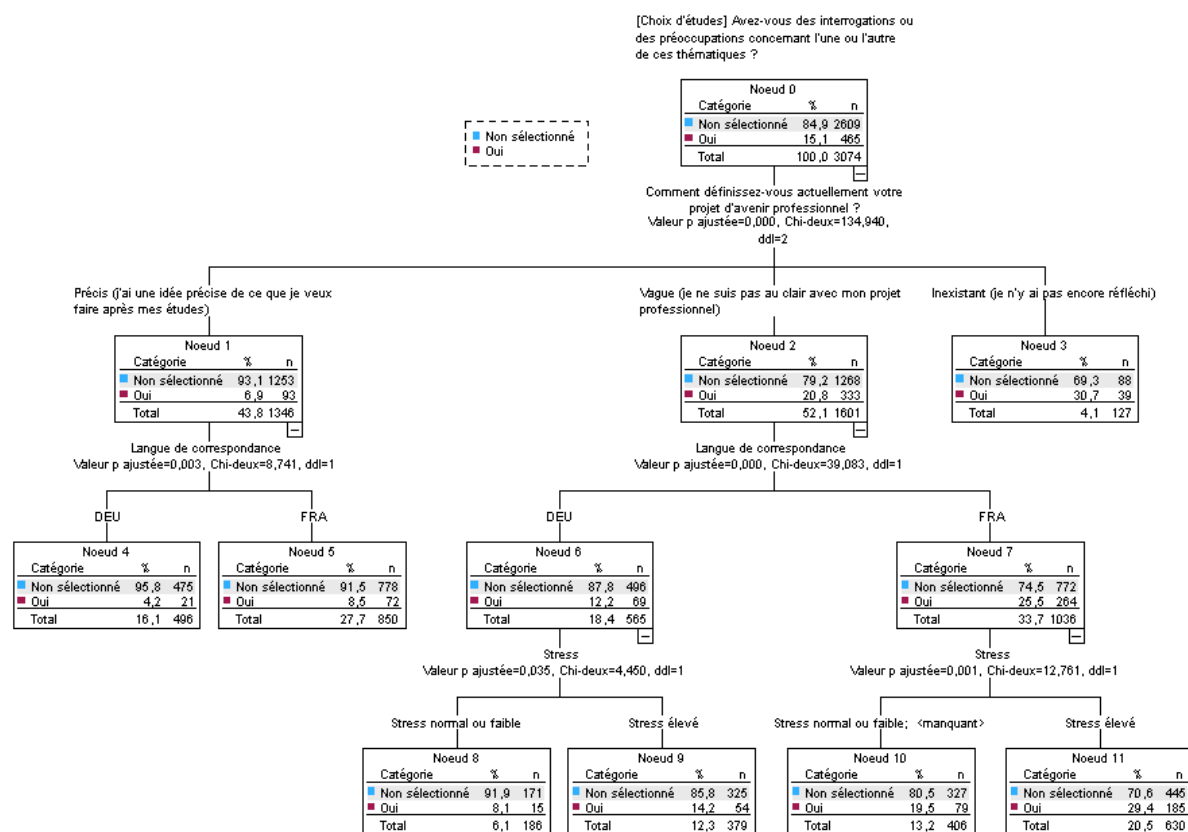 [Choix d'études] Avez-vous des interrogations ou
des préoccupations concernant l'une ou l'autre
de ces thématiques ?
Non sélectionné
Oui
Noeud 0
Catégorie % n
Non sélectionné 84,9 2609
Oui 15,1 465
Total 100,0 3074
Comment définissez-vous actuellement votre
projet d'avenir professionnel ?
Valeur p ajustée=0,000, Chi-deux=134,940,
ddl=2
Précis (j'ai une idée précise de ce que je veux
faire après mes études)
Noeud 1
Catégorie % n
Non sélectionné 93,1 1253
Oui 6,9 93
Total 43,8 1346
Vague (je ne suis pas au clair avec mon projet
professionnel)
Noeud 2
Catégorie % n
Non sélectionné 79,2 1268
Oui 20,8 333
Total 52,1 1601
Inexistant (je n'y ai pas encore réfléchi)
Noeud 3
Catégorie % n
Non sélectionné 69,3 88
Oui 30,7 39
Total 4,1 127
Langue de correspondance
Valeur p ajustée=0,003, Chi-deux=8,741, ddl=1
Langue de correspondance
Valeur p ajustée=0,000, Chi-deux=39,083, ddl=1
DEU
Noeud 4
Catégorie % n
Non sélectionné 95,8 475
Oui 4,2 21
Total 16,1 496
FRA
Noeud 5
Catégorie % n
Non sélectionné 91,5 778
Oui 8,5 72
Total 27,7 850
DEU
Noeud 6
Catégorie % n
Non sélectionné 87,8 496
Oui 12,2 69
Total 18,4 565
FRA
Noeud 7
Catégorie % n
Non sélectionné 74,5 772
Oui 25,5 264
Total 33,7 1036
Stress
Valeur p ajustée=0,035, Chi-deux=4,450, ddl=1
Stress
Valeur p ajustée=0,001, Chi-deux=12,761, ddl=1
Stress normal ou faible
Noeud 8
Catégorie % n
Non sélectionné 91,9 171
Oui 8,1 15
Total 6,1 186
Stress élevé
Noeud 9
Catégorie % n
Non sélectionné 85,8 325
Oui 14,2 54
Total 12,3 379
Stress normal ou faible; <manquant>
Noeud 10
Catégorie % n
Non sélectionné 80,5 327
Oui 19,5 79
Total 13,2 406
Stress élevé
Noeud 11
Catégorie % n
Non sélectionné 70,6 445
Oui 29,4 185
Total 20,5 630